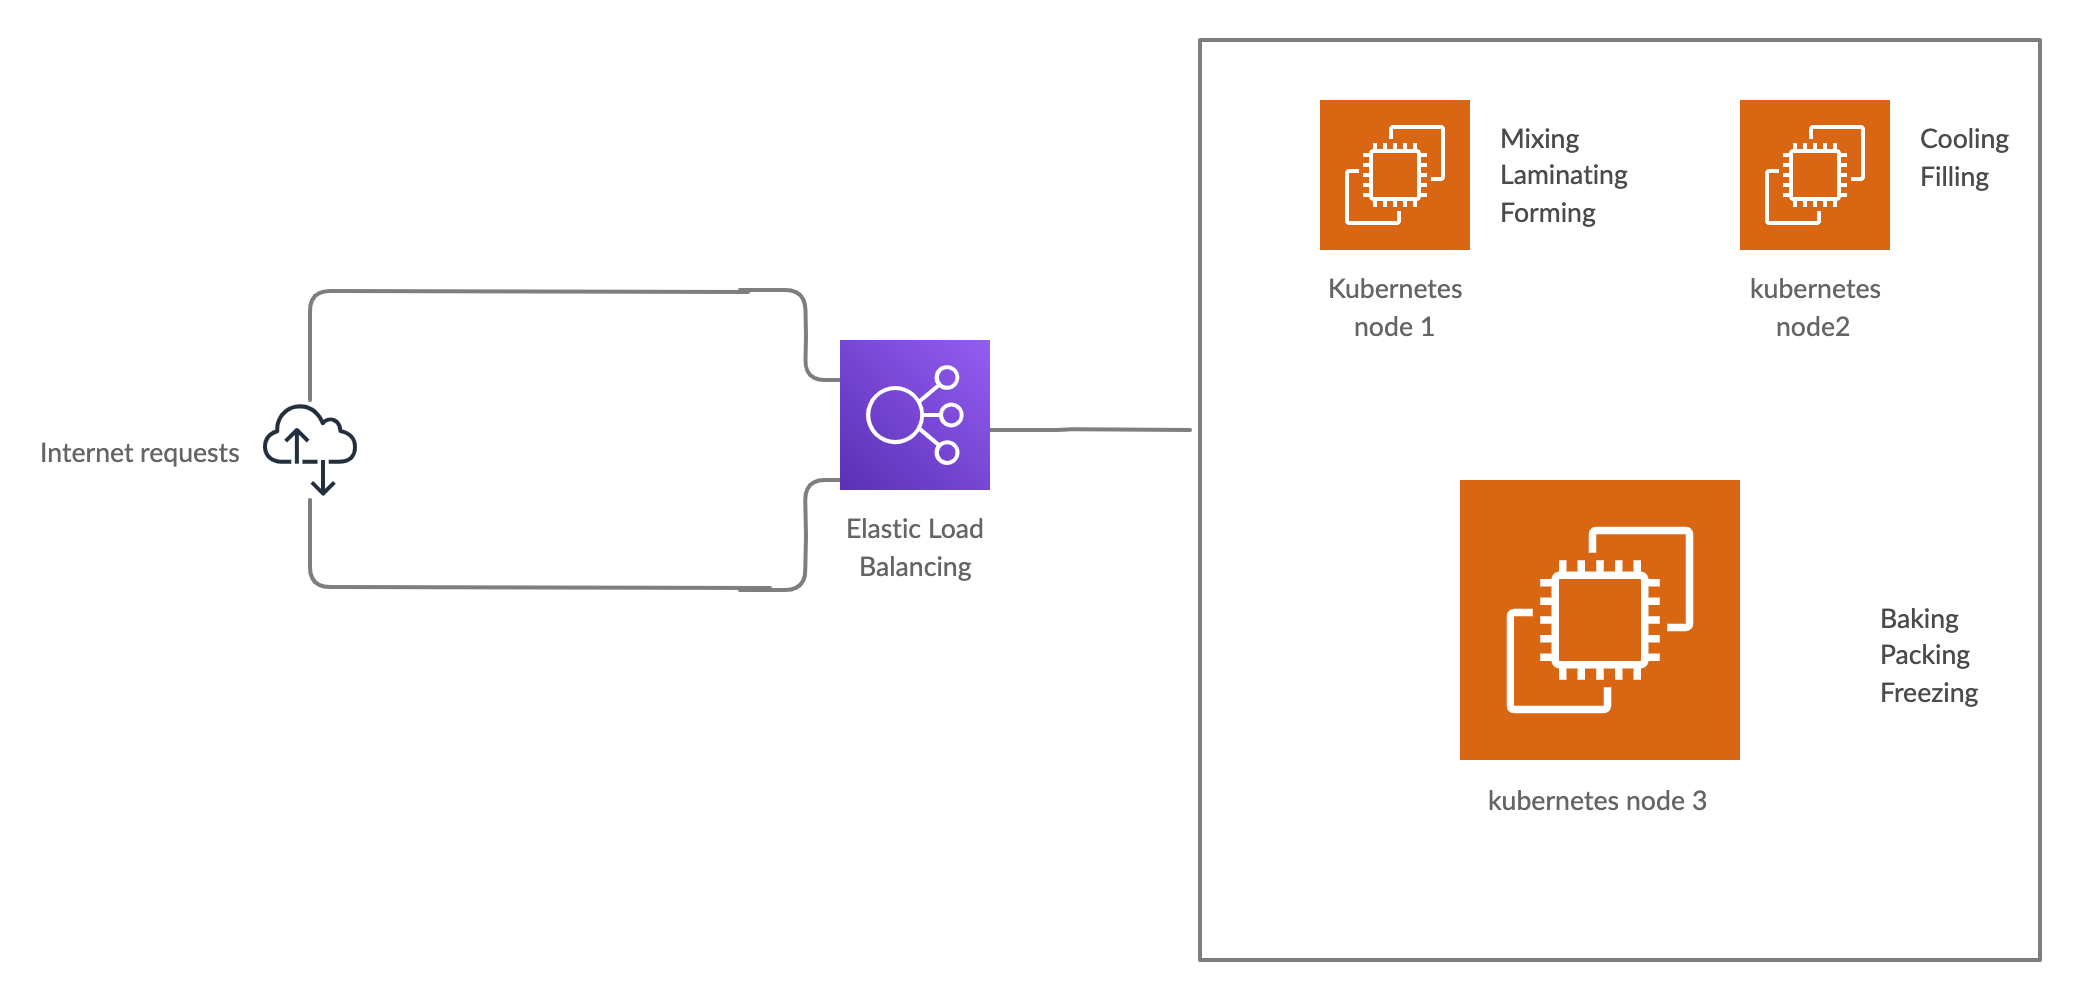 Internet requests
Elastic Load
Balancing
Mixing
Laminating
Forming
Kubernetes
node 1
Cooling
Filling
kubernetes
node2
Baking
Packing
Freezing
kubernetes node 3